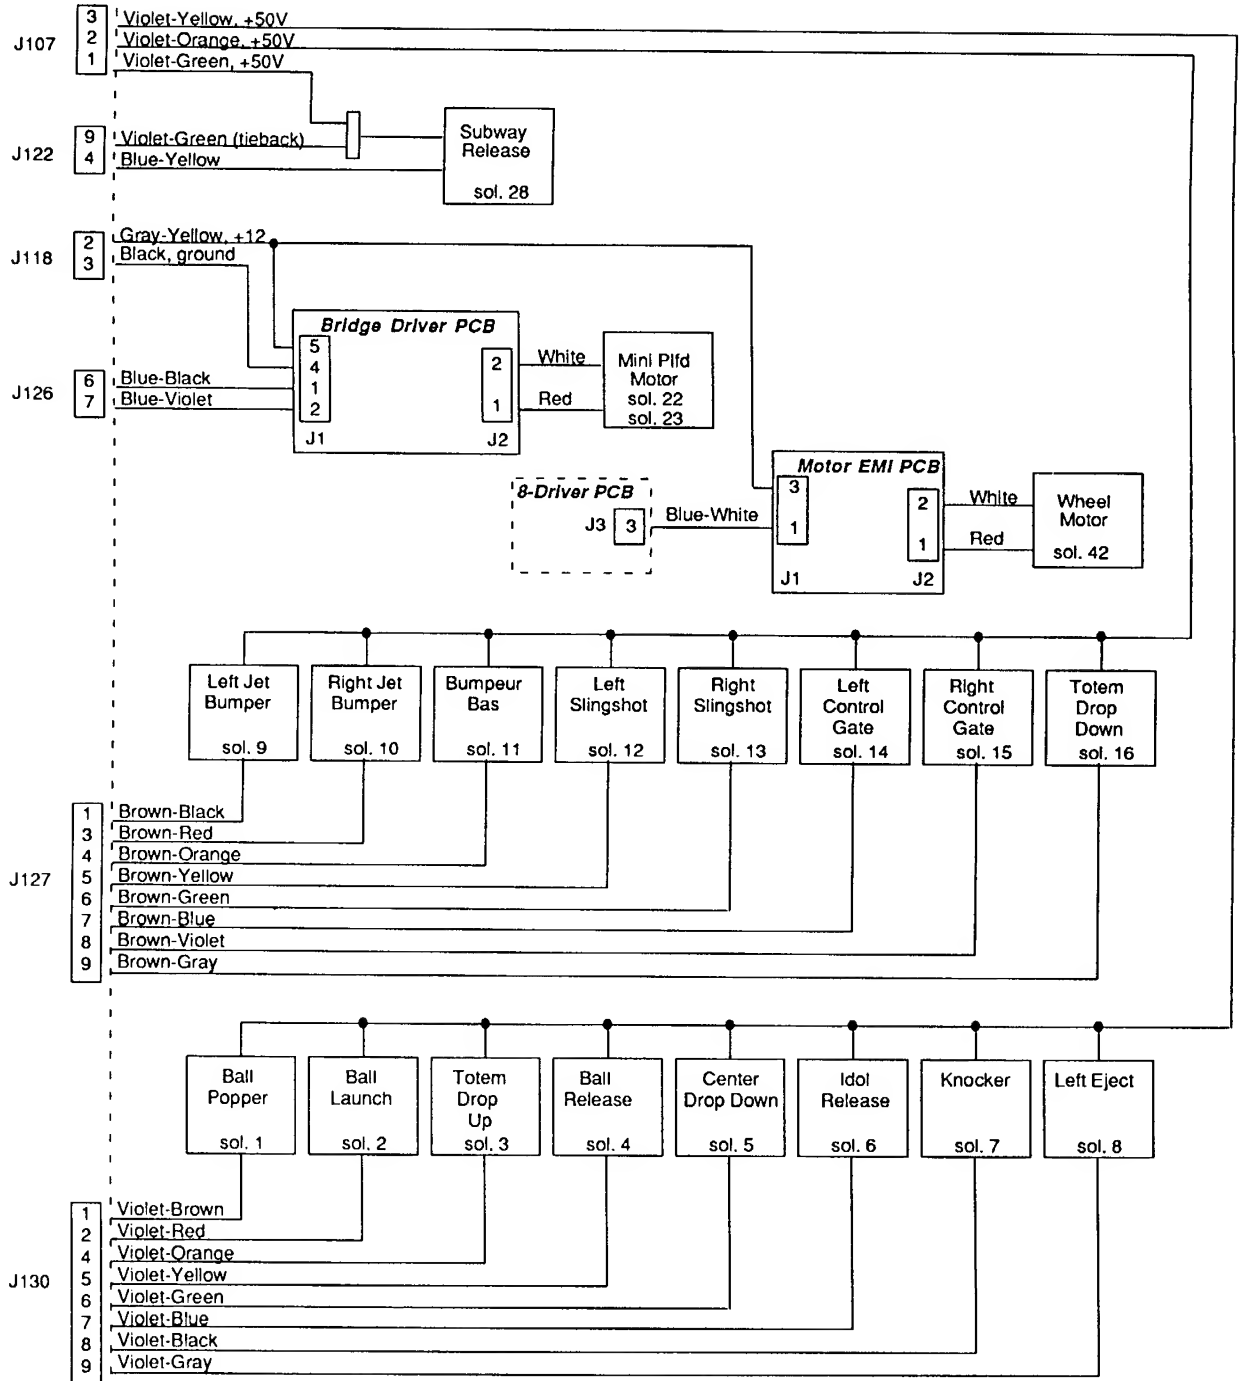 J107
3 Violet-Yellow, +50V
2 Violet-Orange, +50V
1 Violet-Green, +50V
J122
9 Violet-Green (tieback)
4 Blue-Yellow
Subway
Release
sol. 28
J118
2 Gray-Yellow, +12
3 Black, ground
Bridge Driver PCB
5
4
1
2
J1
2
1
J2
White
Red
Mini Plfd
Motor
sol. 22
sol. 23
J126
6 Blue-Black
7 Blue-Violet
8-Driver PCB
J3 3
Blue-White
Motor EMI PCB
3
1
J1
2
1
J2
White
Red
Wheel
Motor
sol. 42
Left Jet
Bumper
sol. 9
Right Jet
Bumper
sol. 10
Bumpeur
Bas
sol. 11
Left
Slingshot
sol. 12
Right
Slingshot
sol. 13
Left
Control
Gate
sol. 14
Right
Control
Gate
sol. 15
Totem
Drop
Down
sol. 16
J127
1 Brown-Black
3 Brown-Red
4 Brown-Orange
5 Brown-Yellow
6 Brown-Green
7 Brown-Blue
8 Brown-Violet
9 Brown-Gray
Ball
Popper
sol. 1
Ball
Launch
sol. 2
Totem
Drop
Up
sol. 3
Ball
Release
sol. 4
Center
Drop Down
sol. 5
Idol
Release
sol. 6
Knocker
sol. 7
Left Eject
sol. 8
J130
1 Violet-Brown
2 Violet-Red
4 Violet-Orange
5 Violet-Yellow
6 Violet-Green
7 Violet-Blue
8 Violet-Black
9 Violet-Gray